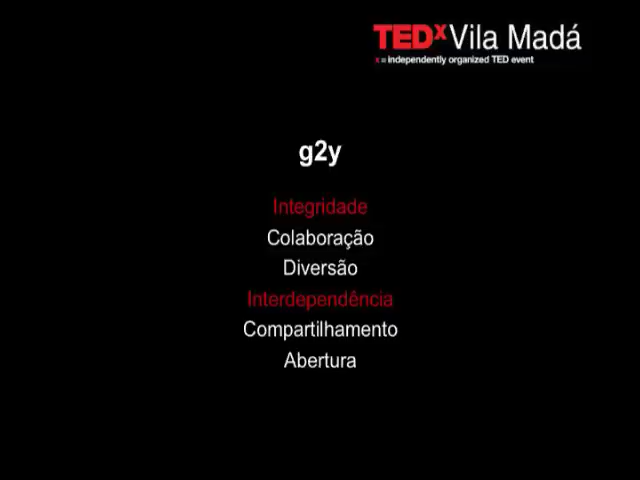 TEDxVila Madá
x = independently organized TED event
g2y
Integridade
Colaboração
Diversão
Interdependência
Compartilhamento
Abertura